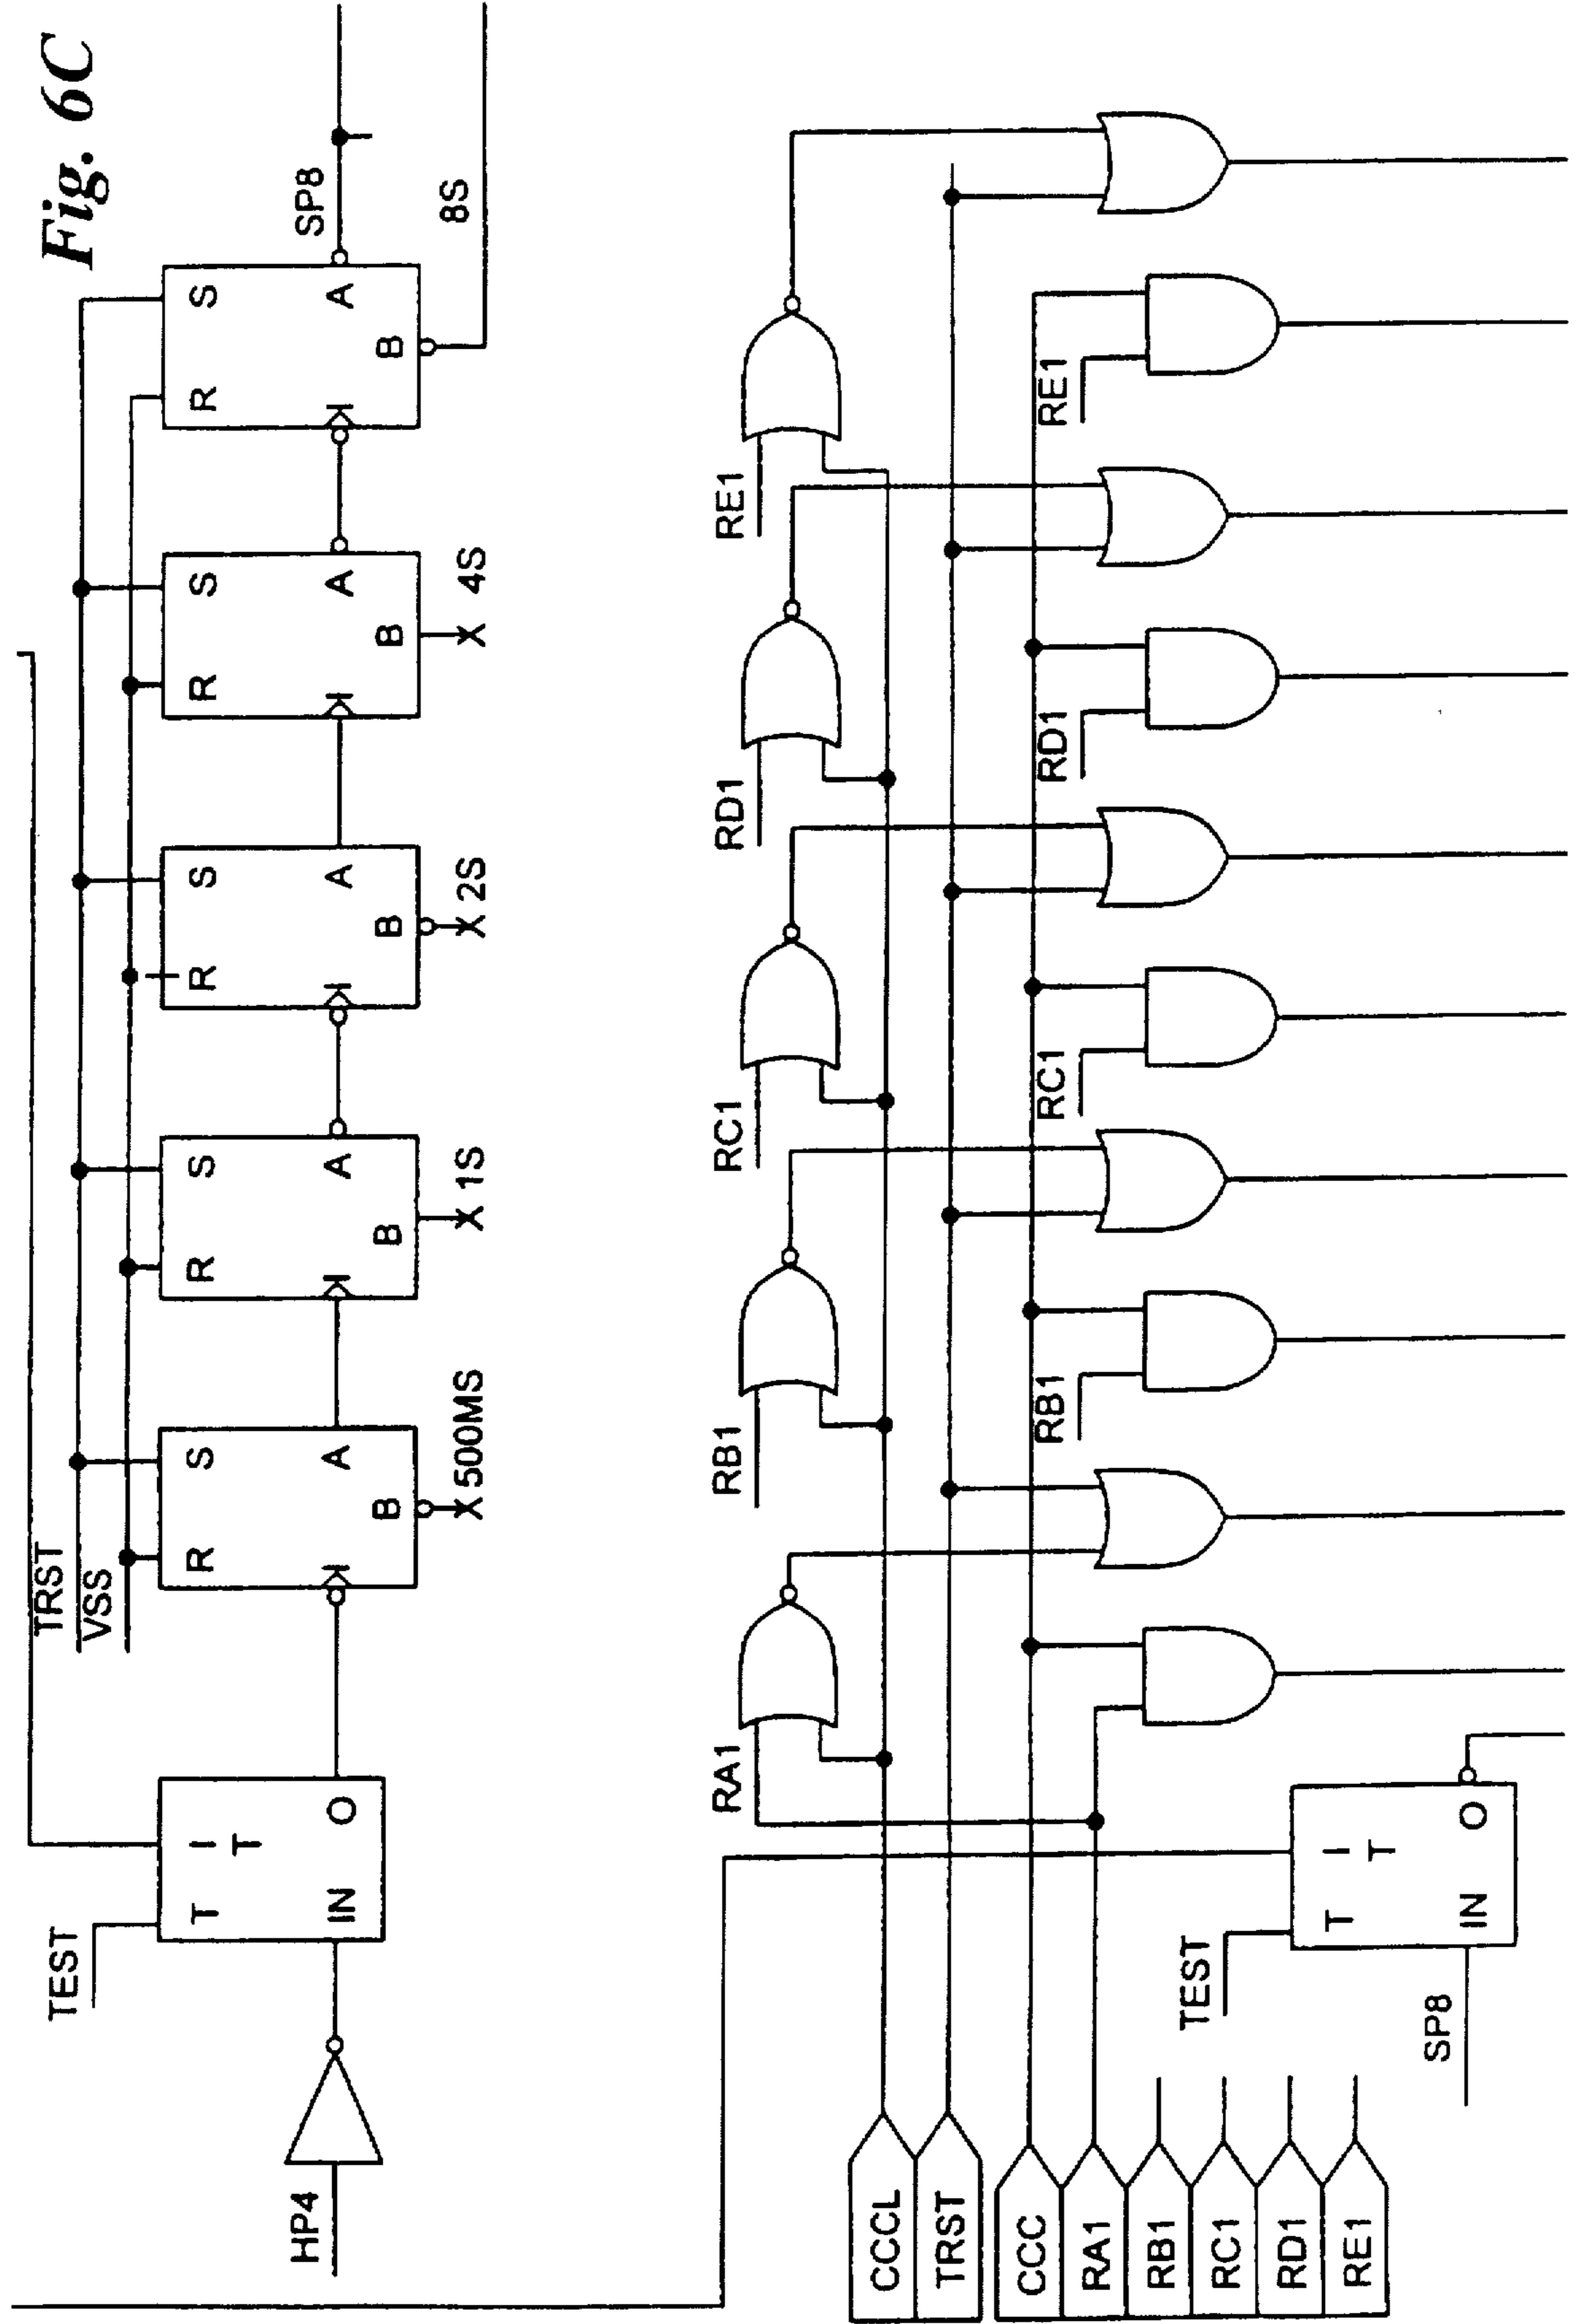 Fig. 6C
TRST
VSS
TEST
T
I
T
IN
O
HP4
R
S
A
B
X 500MS
R
S
A
B
X 1S
R
S
A
B
X 2S
R
S
A
B
X 4S
R
S
A
B
SP8
8S
RA1
RB1
RC1
RD1
RE1
RB1
RC1
RD1
RE1
CCCL
TRST
CCC
RA1
RB1
RC1
RD1
RE1
TEST
T
I
T
IN
O
SP8